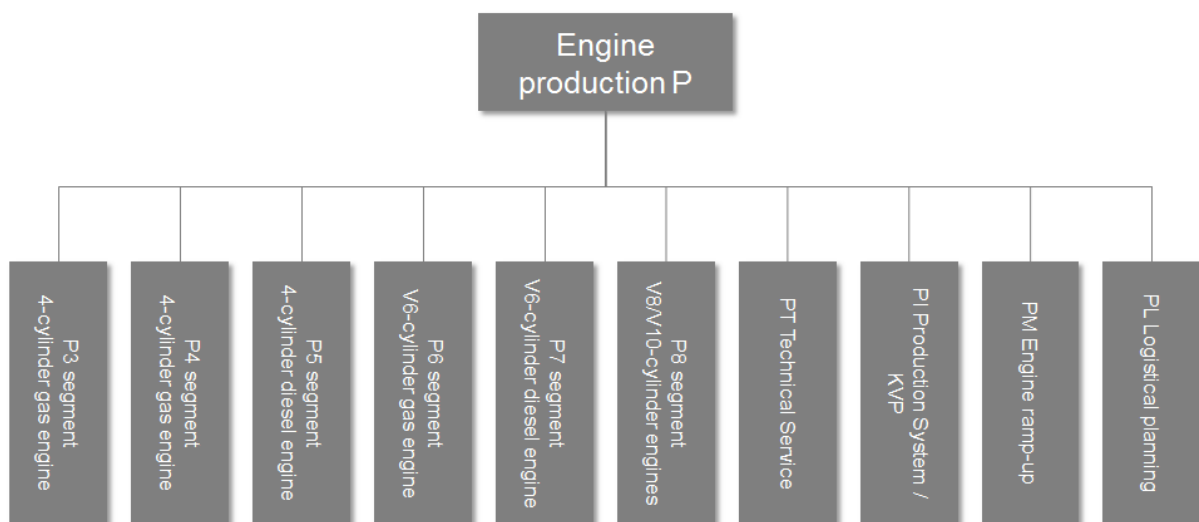 Engine
production P
P3 segment
4-cylinder gas engine
P4 segment
4-cylinder gas engine
P5 segment
4-cylinder diesel engine
P6 segment
V6-cylinder gas engine
P7 segment
V6-cylinder diesel engine
P8 segment
V8/V10-cylinder engines
PT Technical Service
PI Production System /
KVP
PM Engine ramp-up
PL Logistical planning